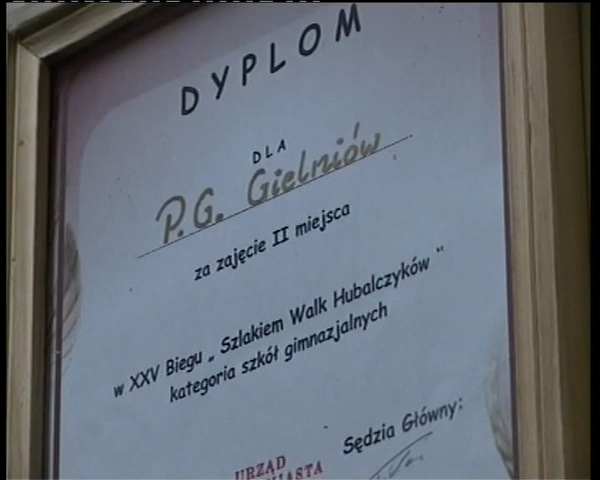 DYPLOM
DLA
P.G. Gielniów
za zajęcie II miejsca
w XXV Biegu „ Szlakiem Walk Hubalczyków "
kategoria szkół gimnazjalnych
Sędzia Główny:
URZĄD
MIASTA